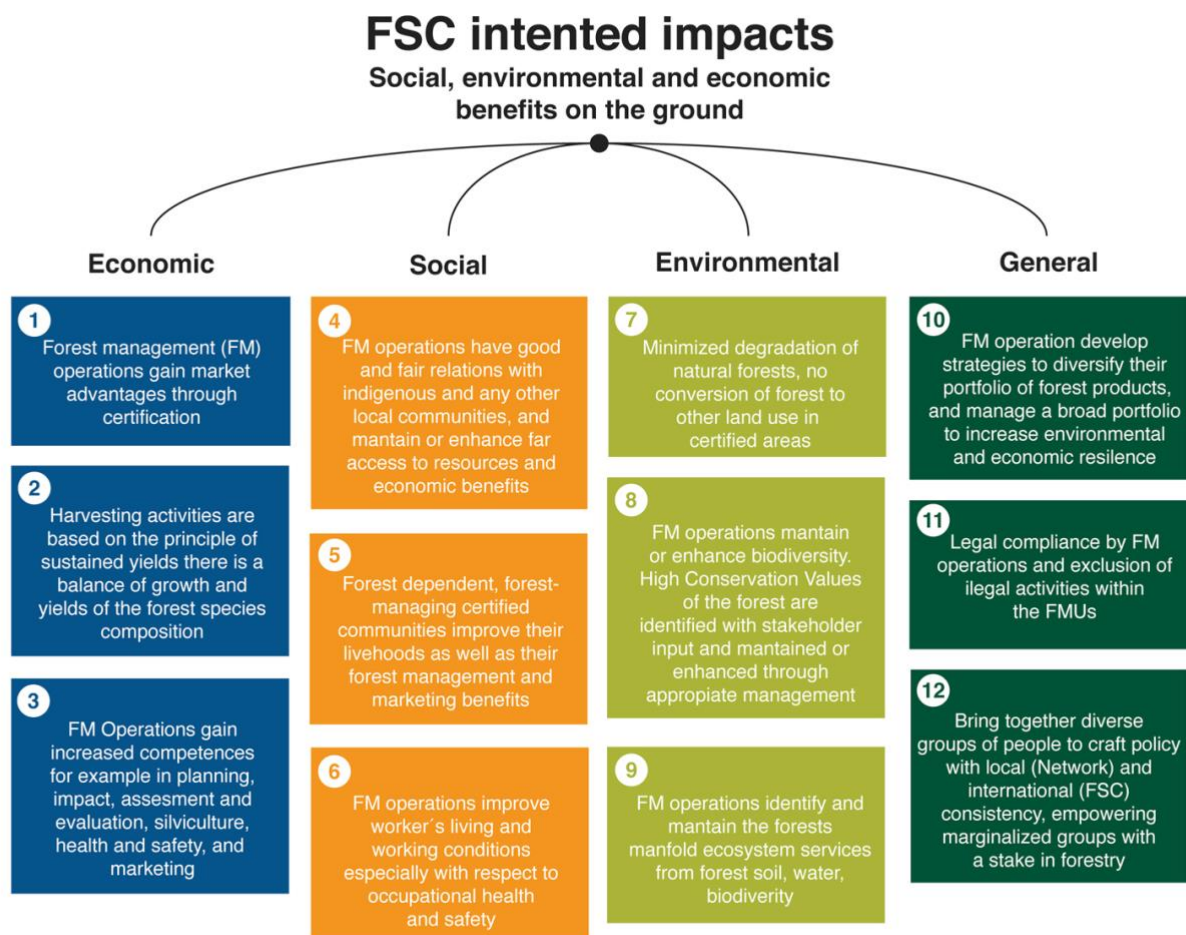 FSC intented impacts
Social, environmental and economic
benefits on the ground
Economic
1
Forest management (FM)
operations gain market
advantages through
certification
2
Harvesting activities are
based on the principle of
sustained yields there is a
balance of growth and
yields of the forest species
composition
3
FM Operations gain
increased competences
for example in planning,
impact, assesment and
evaluation, silviculture,
health and safety, and
marketing
Social
4
FM operations have good
and fair relations with
indigenous and any other
local communities, and
mantain or enhance far
access to resources and
economic benefits
5
Forest dependent, forest-
managing certified
communities improve their
livehoods as well as their
forest management and
marketing benefits
6
FM operations improve
worker´s living and
working conditions
especially with respect to
occupational health
and safety
Environmental
7
Minimized degradation of
natural forests, no
conversion of forest to
other land use in
certified areas
8
FM operations mantain
or enhance biodiversity.
High Conservation Values
of the forest are
identified with stakeholder
input and mantained or
enhanced through
appropiate management
9
FM operations identify and
mantain the forests
manfold ecosystem services
from forest soil, water,
biodiverity
General
10
FM operation develop
strategies to diversify their
portfolio of forest products,
and manage a broad portfolio
to increase environmental
and economic resilence
11
Legal compliance by FM
operations and exclusion of
ilegal activities within
the FMUs
12
Bring together diverse
groups of people to craft policy
with local (Network) and
international (FSC)
consistency, empowering
marginalized groups with
a stake in forestry